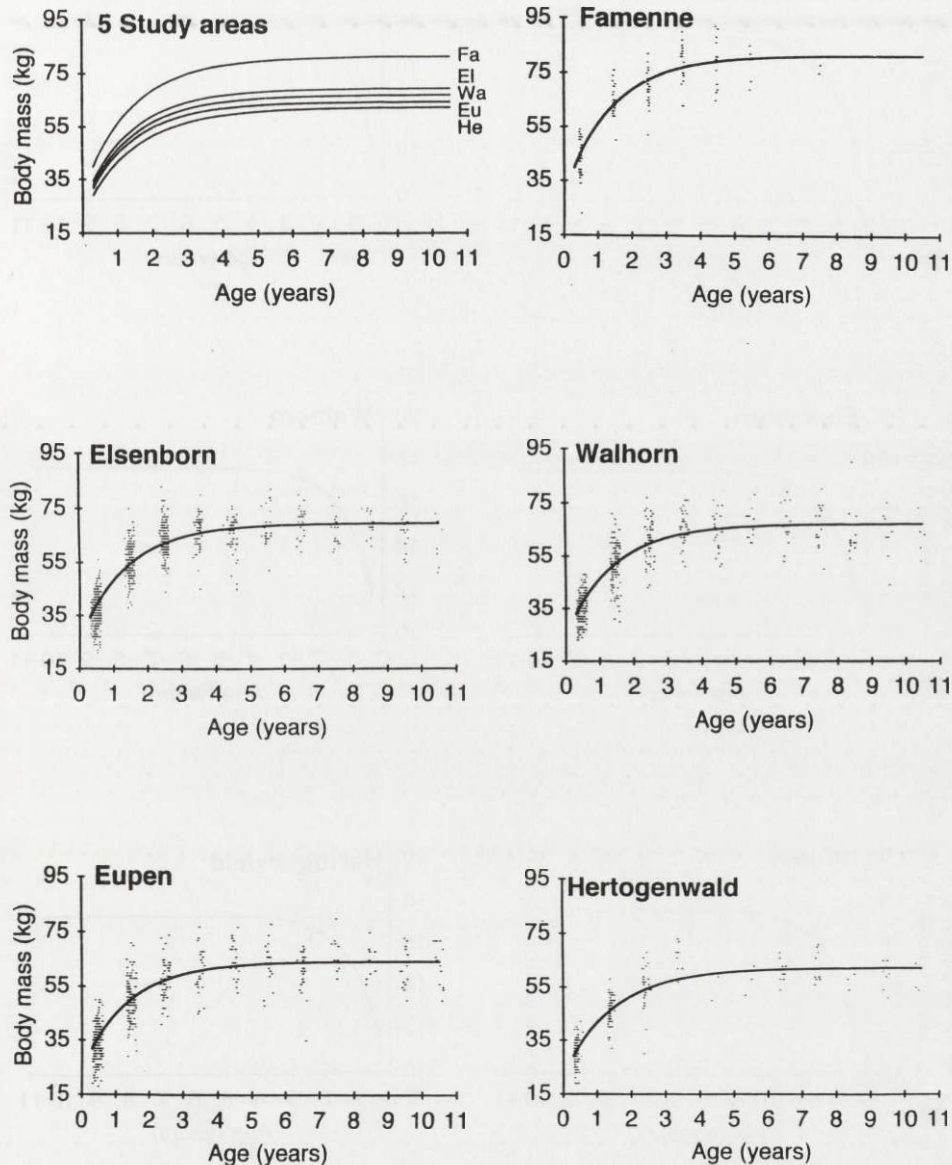 5 Study areas
Body mass (kg)
95
75
55
35
15
Fa
El
Wa
Eu
He
1 2 3 4 5 6 7 8 9 10 11
Age (years)
Famenne
95
75
55
35
15
0 1 2 3 4 5 6 7 8 9 10 11
Age (years)
Elsenborn
Body mass (kg)
95
75
55
35
15
0 1 2 3 4 5 6 7 8 9 10 11
Age (years)
Walhorn
95
75
55
35
15
0 1 2 3 4 5 6 7 8 9 10 11
Age (years)
Eupen
Body mass (kg)
95
75
55
35
15
0 1 2 3 4 5 6 7 8 9 10 11
Age (years)
Hertogenwald
95
75
55
35
15
0 1 2 3 4 5 6 7 8 9 10 11
Age (years)